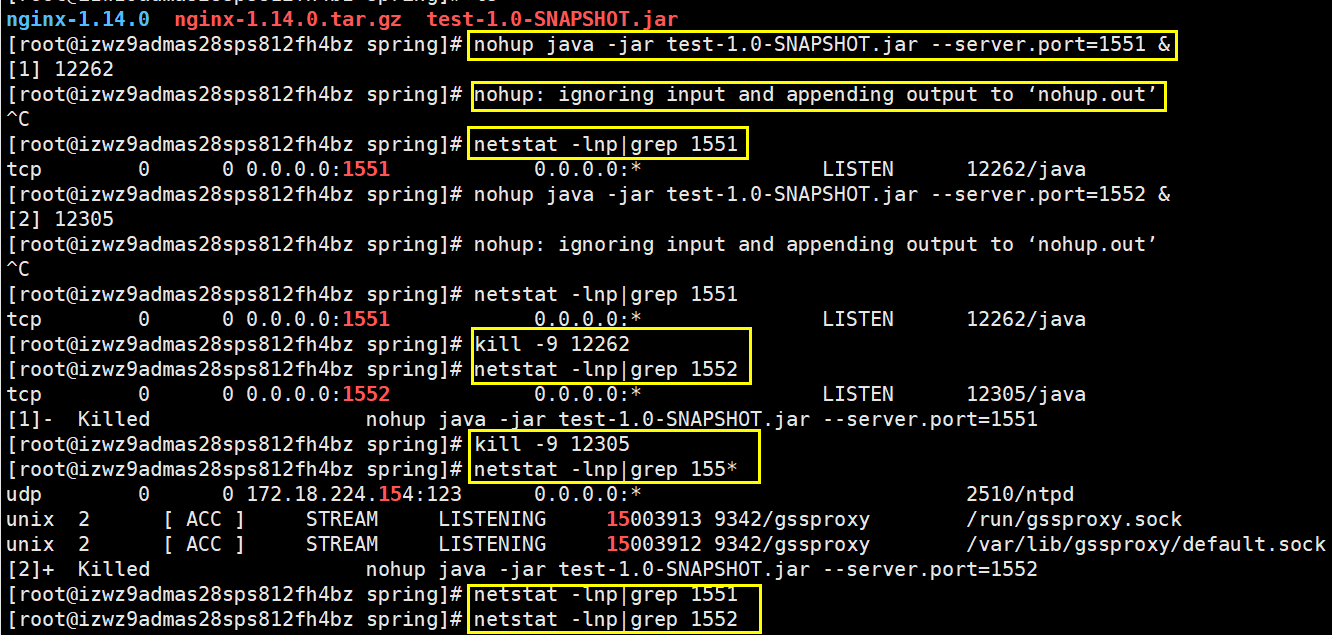 nginx-1.14.0  nginx-1.14.0.tar.gz  test-1.0-SNAPSHOT.jar
[root@izwz9admas28sps812fh4bz spring]# nohup java -jar test-1.0-SNAPSHOT.jar --server.port=1551 &
[1] 12262
[root@izwz9admas28sps812fh4bz spring]# nohup: ignoring input and appending output to ‘nohup.out’
^C
[root@izwz9admas28sps812fh4bz spring]# netstat -lnp|grep 1551
tcp        0      0 0.0.0.0:1551            0.0.0.0:*               LISTEN      12262/java
[root@izwz9admas28sps812fh4bz spring]# nohup java -jar test-1.0-SNAPSHOT.jar --server.port=1552 &
[2] 12305
[root@izwz9admas28sps812fh4bz spring]# nohup: ignoring input and appending output to ‘nohup.out’
^C
[root@izwz9admas28sps812fh4bz spring]# netstat -lnp|grep 1551
tcp        0      0 0.0.0.0:1551            0.0.0.0:*               LISTEN      12262/java
[root@izwz9admas28sps812fh4bz spring]# kill -9 12262
[root@izwz9admas28sps812fh4bz spring]# netstat -lnp|grep 1552
tcp        0      0 0.0.0.0:1552            0.0.0.0:*               LISTEN      12305/java
[1]-  Killed                  nohup java -jar test-1.0-SNAPSHOT.jar --server.port=1551
[root@izwz9admas28sps812fh4bz spring]# kill -9 12305
[root@izwz9admas28sps812fh4bz spring]# netstat -lnp|grep 155*
udp        0      0 172.18.224.154:123      0.0.0.0:*                           2510/ntpd
unix  2      [ ACC ]     STREAM     LISTENING     15003913 9342/gssproxy        /run/gssproxy.sock
unix  2      [ ACC ]     STREAM     LISTENING     15003912 9342/gssproxy        /var/lib/gssproxy/default.sock
[2]+  Killed                  nohup java -jar test-1.0-SNAPSHOT.jar --server.port=1552
[root@izwz9admas28sps812fh4bz spring]# netstat -lnp|grep 1551
[root@izwz9admas28sps812fh4bz spring]# netstat -lnp|grep 1552